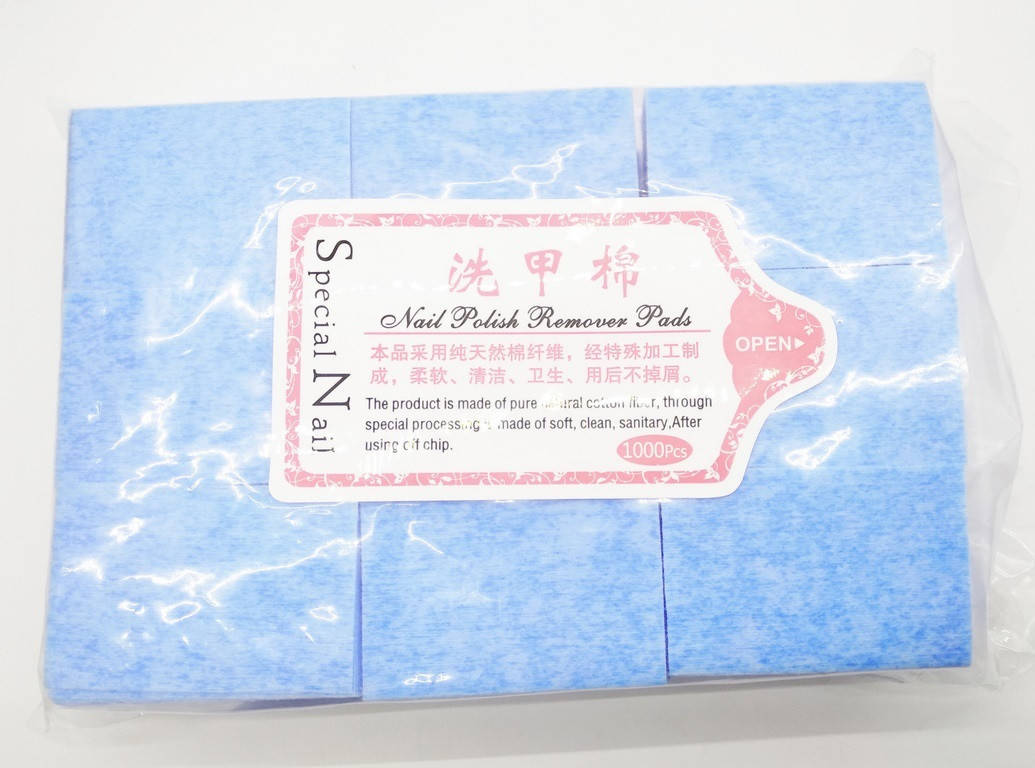 Special Nail
洗甲棉
Nail Polish Remover Pads
本品采用纯天然棉纤维，经特殊加工制
成，柔软、清洁、卫生、用后不掉屑。
The product is made of pure natural cotton fiber, through
special processing is made of soft, clean, sanitary,After
using off chip.
1000Pcs
OPEN